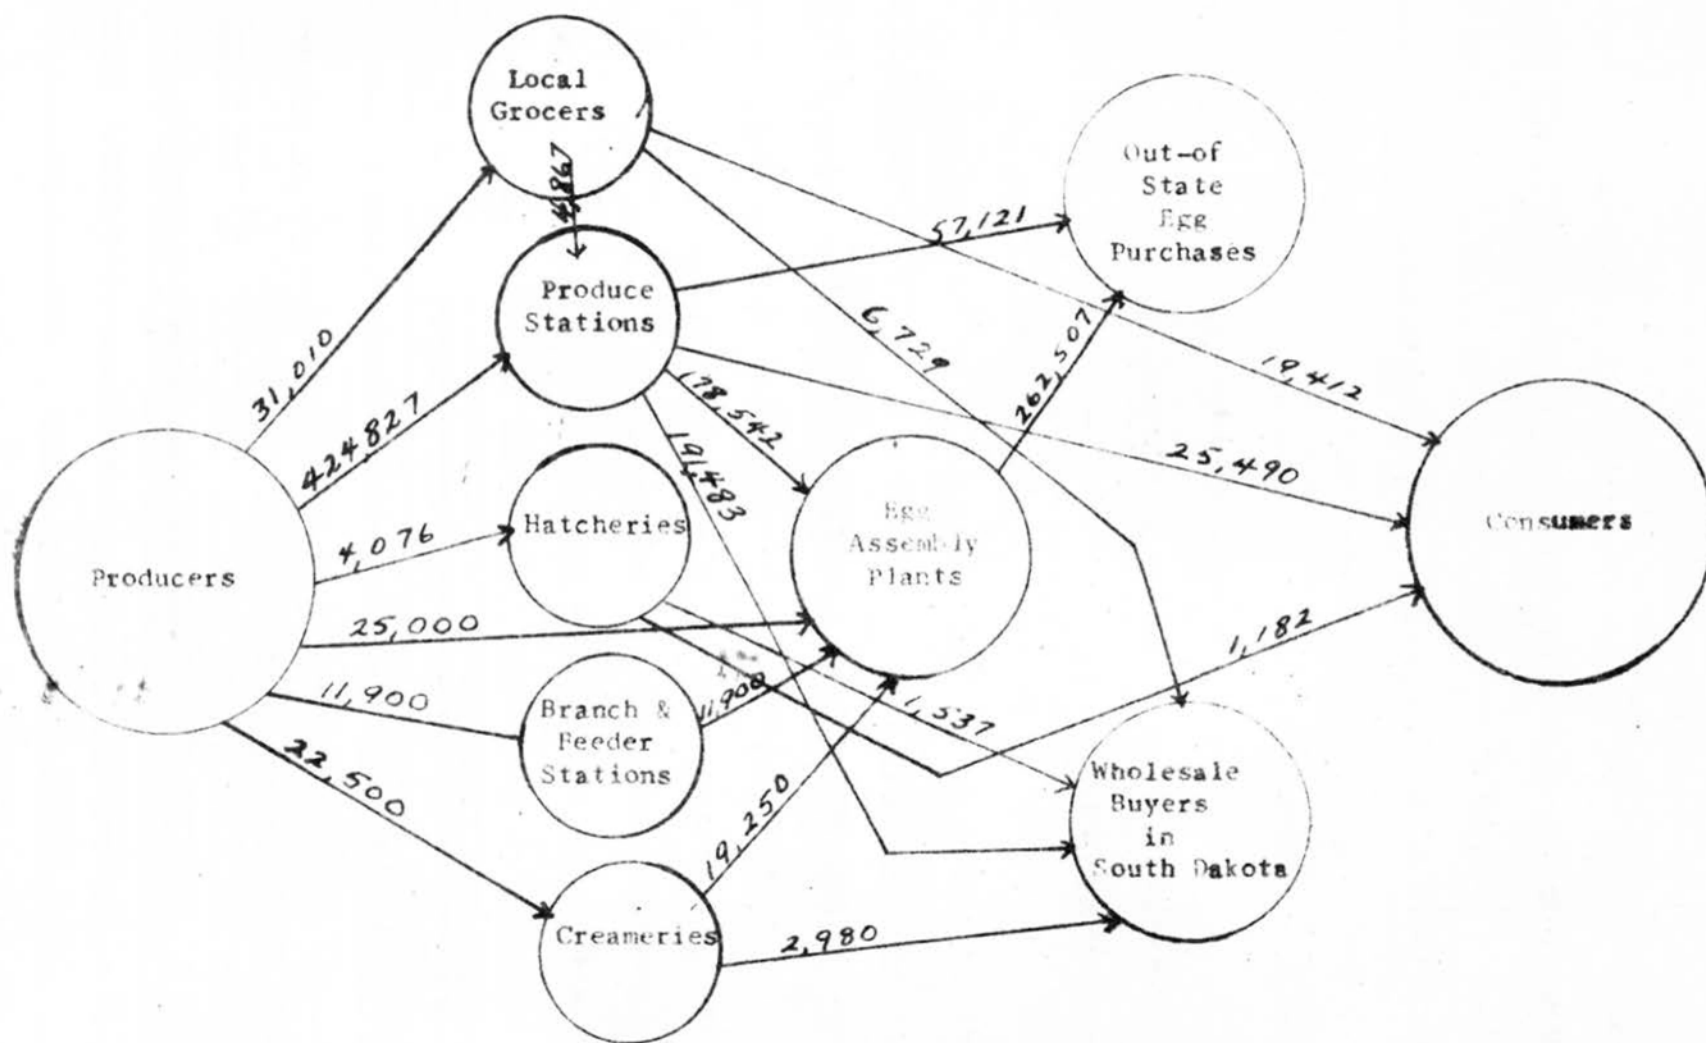 Local
Grocers
4,867
Out-of
State
Egg
Purchases
57,121
Produce
Stations
31,010
6,729
262,507
19,412
424,827
178,542
25,490
Hatcheries
Egg
Assembly
Plants
Consumers
4,076
Producers
25,000
1,182
11,900
Branch &
Feeder
Stations
11,900
1,537
22,500
19,250
Wholesale
Buyers
in
South Dakota
Creameries
2,980